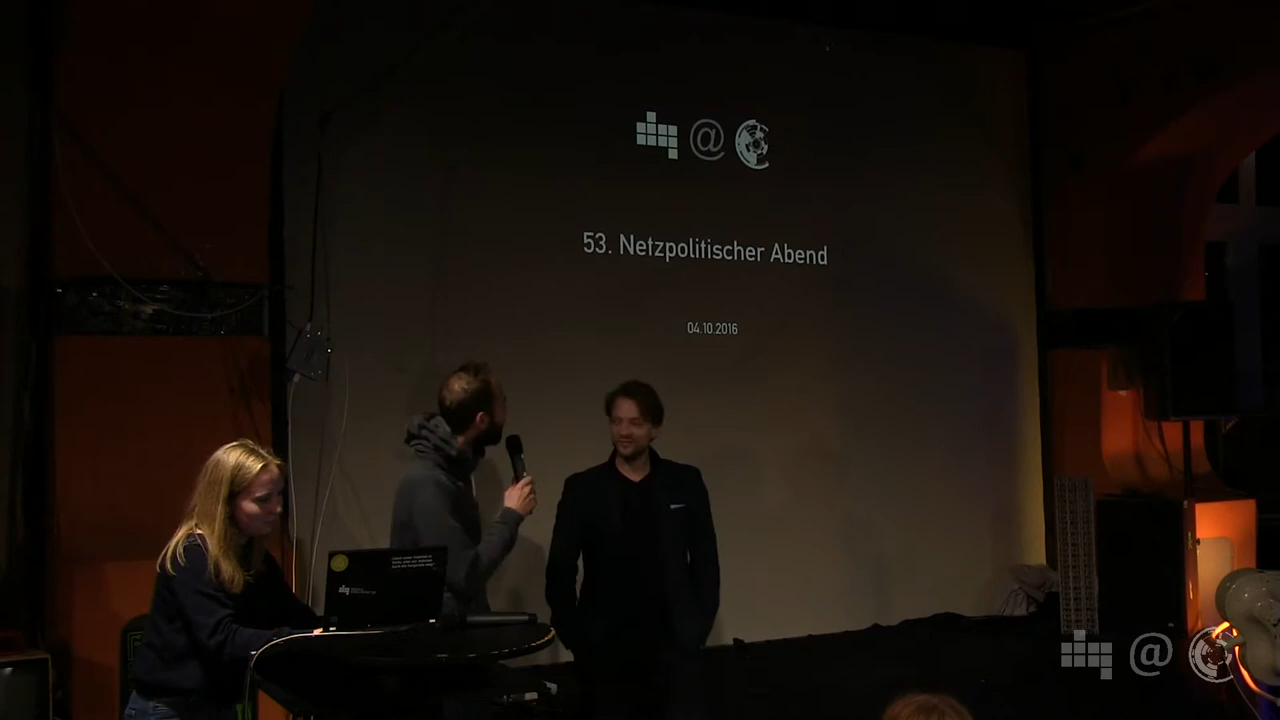 @
53. Netzpolitischer Abend
04.10.2016
@